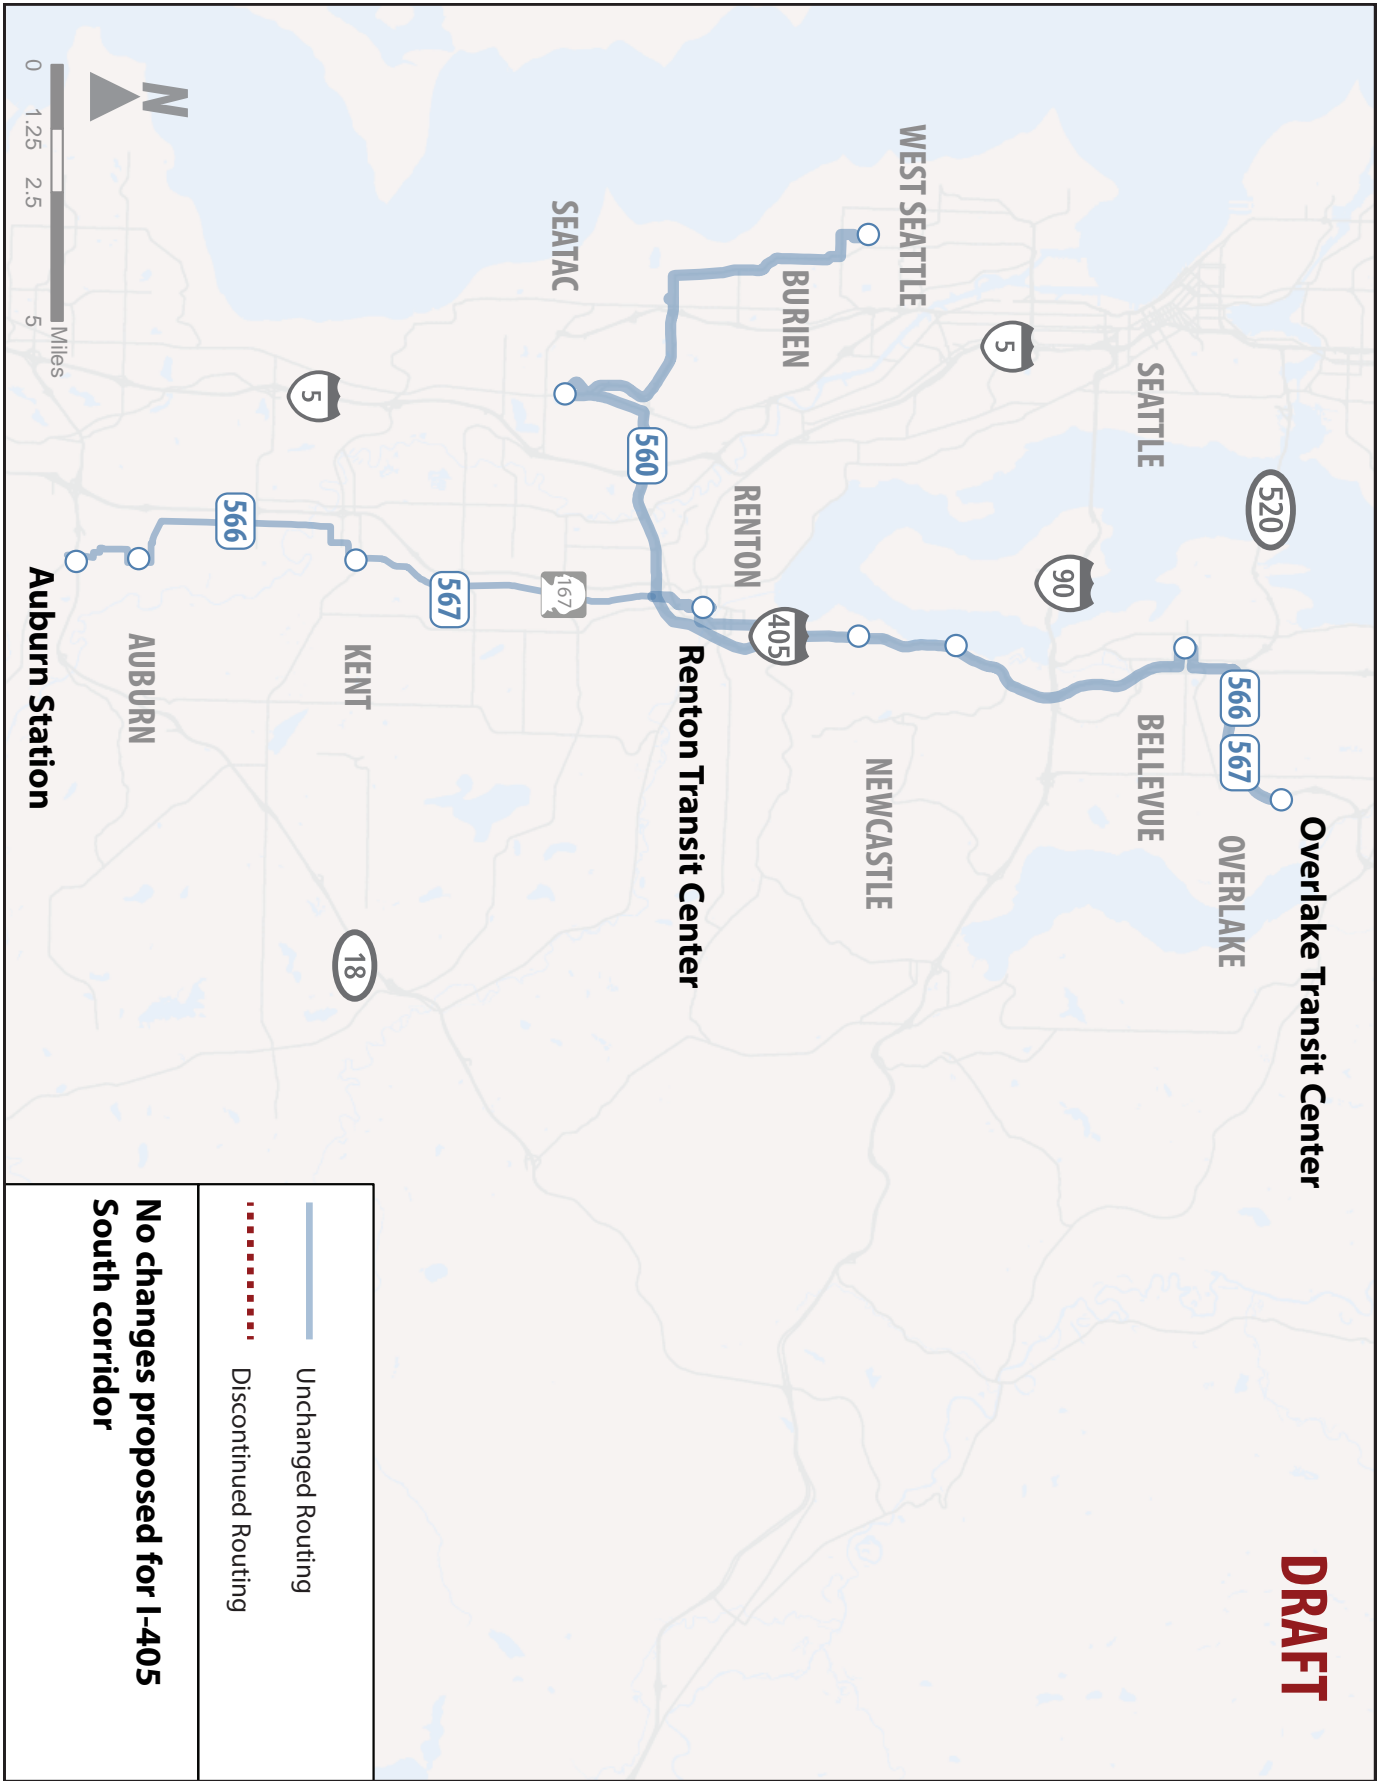 DRAFT
Overlake Transit Center
520
OVERLAKE
566
567
SEATTLE
BELLEVUE
90
5
WEST SEATTLE
NEWCASTLE
BURIEN
405
RENTON
Renton Transit Center
560
SEATAC
167
567
5
KENT
18
566
AUBURN
Auburn Station
N
0 1.25 2.5 5
Miles
Unchanged Routing
Discontinued Routing
No changes proposed for I-405
South corridor